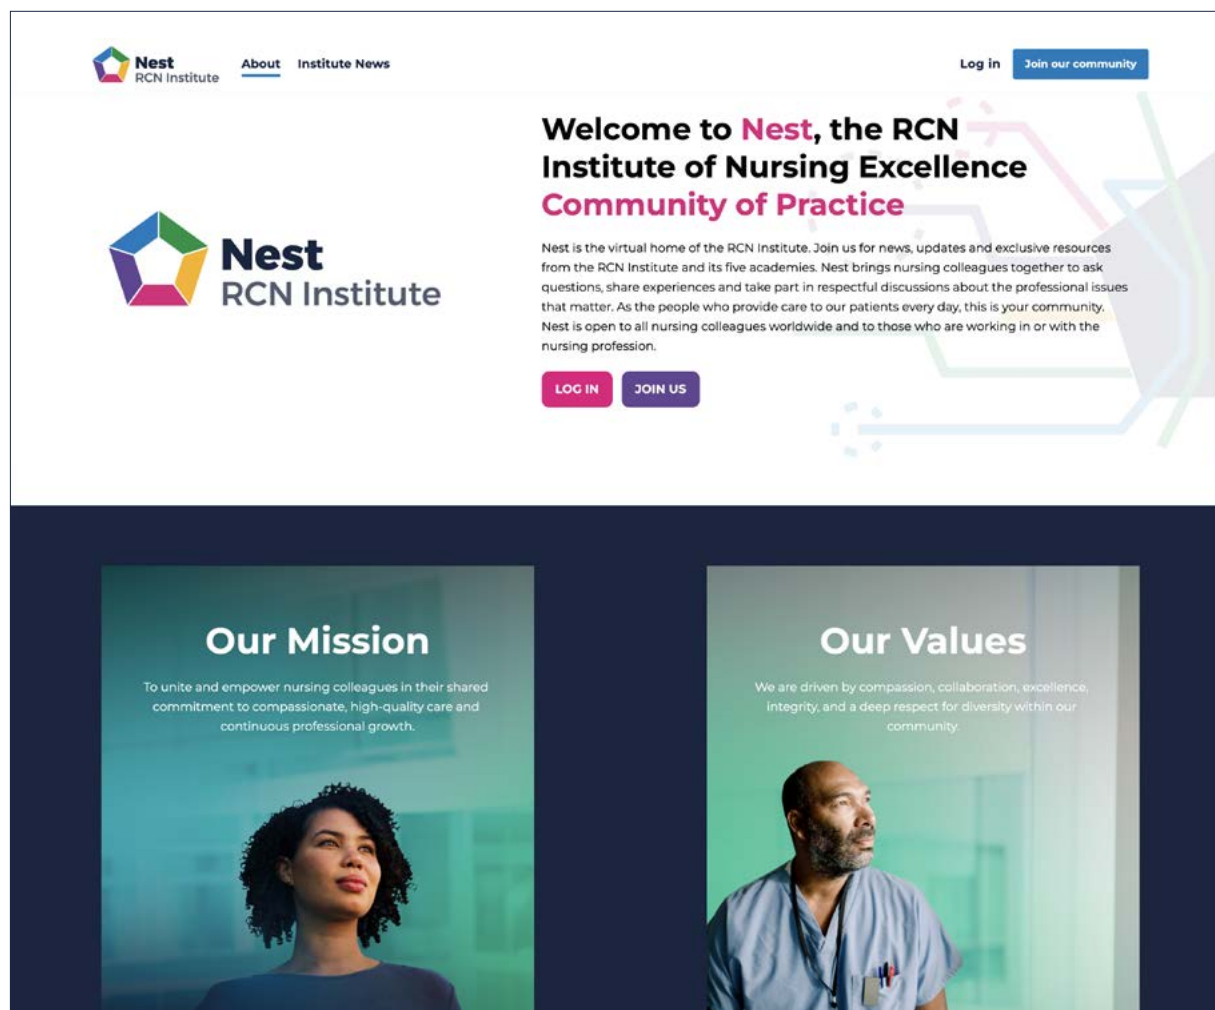 Nest
RCN Institute
About
Institute News
Log in
Join our community
Welcome to Nest, the RCN
Institute of Nursing Excellence
Community of Practice
Nest
RCN Institute
Nest is the virtual home of the RCN Institute. Join us for news, updates and exclusive resources
from the RCN Institute and its five academies. Nest brings nursing colleagues together to ask
questions, share experiences and take part in respectful discussions about the professional issues
that matter. As the people who provide care to our patients every day, this is your community.
Nest is open to all nursing colleagues worldwide and to those who are working in or with the
nursing profession.
LOG IN
JOIN US
Our Mission
To unite and empower nursing colleagues in their shared
commitment to compassionate, high-quality care and
continuous professional growth.
Our Values
We are driven by compassion, collaboration, excellence,
integrity, and a deep respect for diversity within our
community.